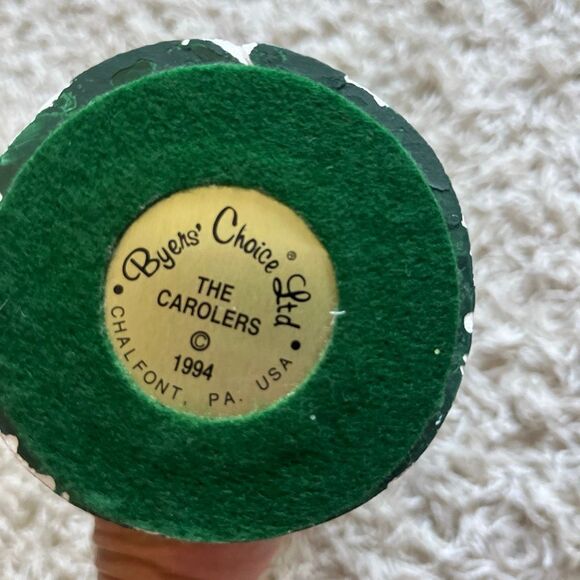 Byers' Choice® Ltd
THE
CAROLERS
©
1994
• CHALFONT, PA. USA •